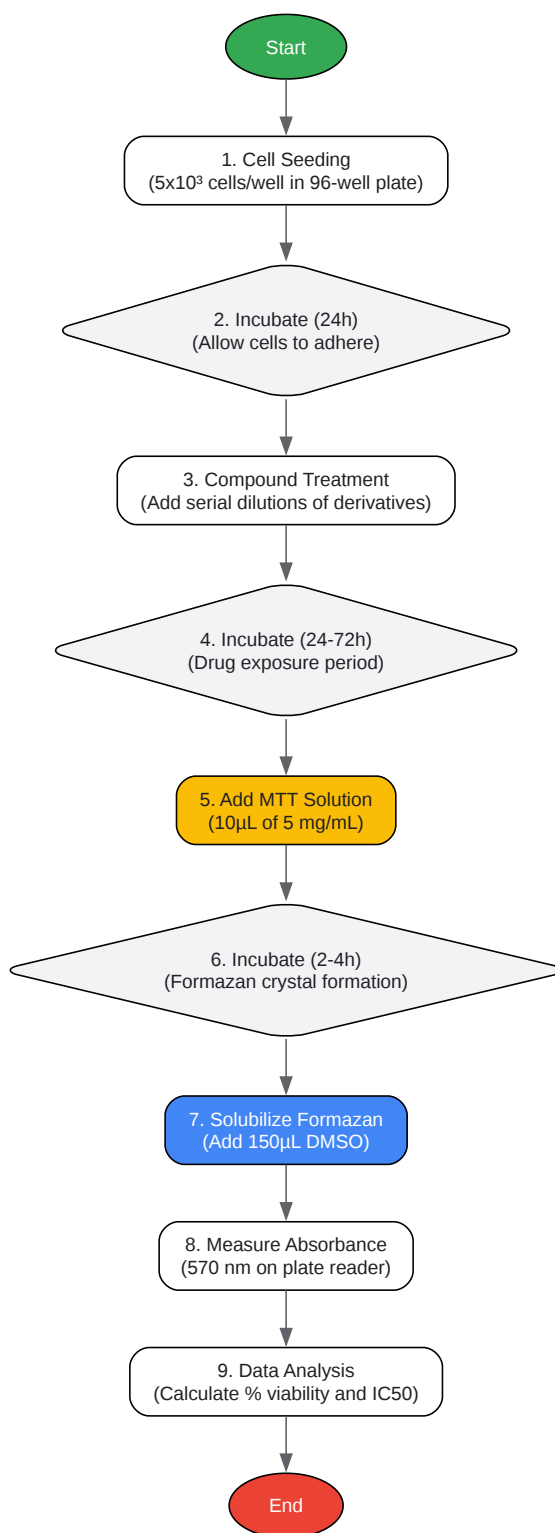 Start
1. Cell Seeding
(5x10³ cells/well in 96-well plate)
2. Incubate (24h)
(Allow cells to adhere)
3. Compound Treatment
(Add serial dilutions of derivatives)
4. Incubate (24-72h)
(Drug exposure period)
5. Add MTT Solution
(10µL of 5 mg/mL)
6. Incubate (2-4h)
(Formazan crystal formation)
7. Solubilize Formazan
(Add 150µL DMSO)
8. Measure Absorbance
(570 nm on plate reader)
9. Data Analysis
(Calculate % viability and IC50)
End